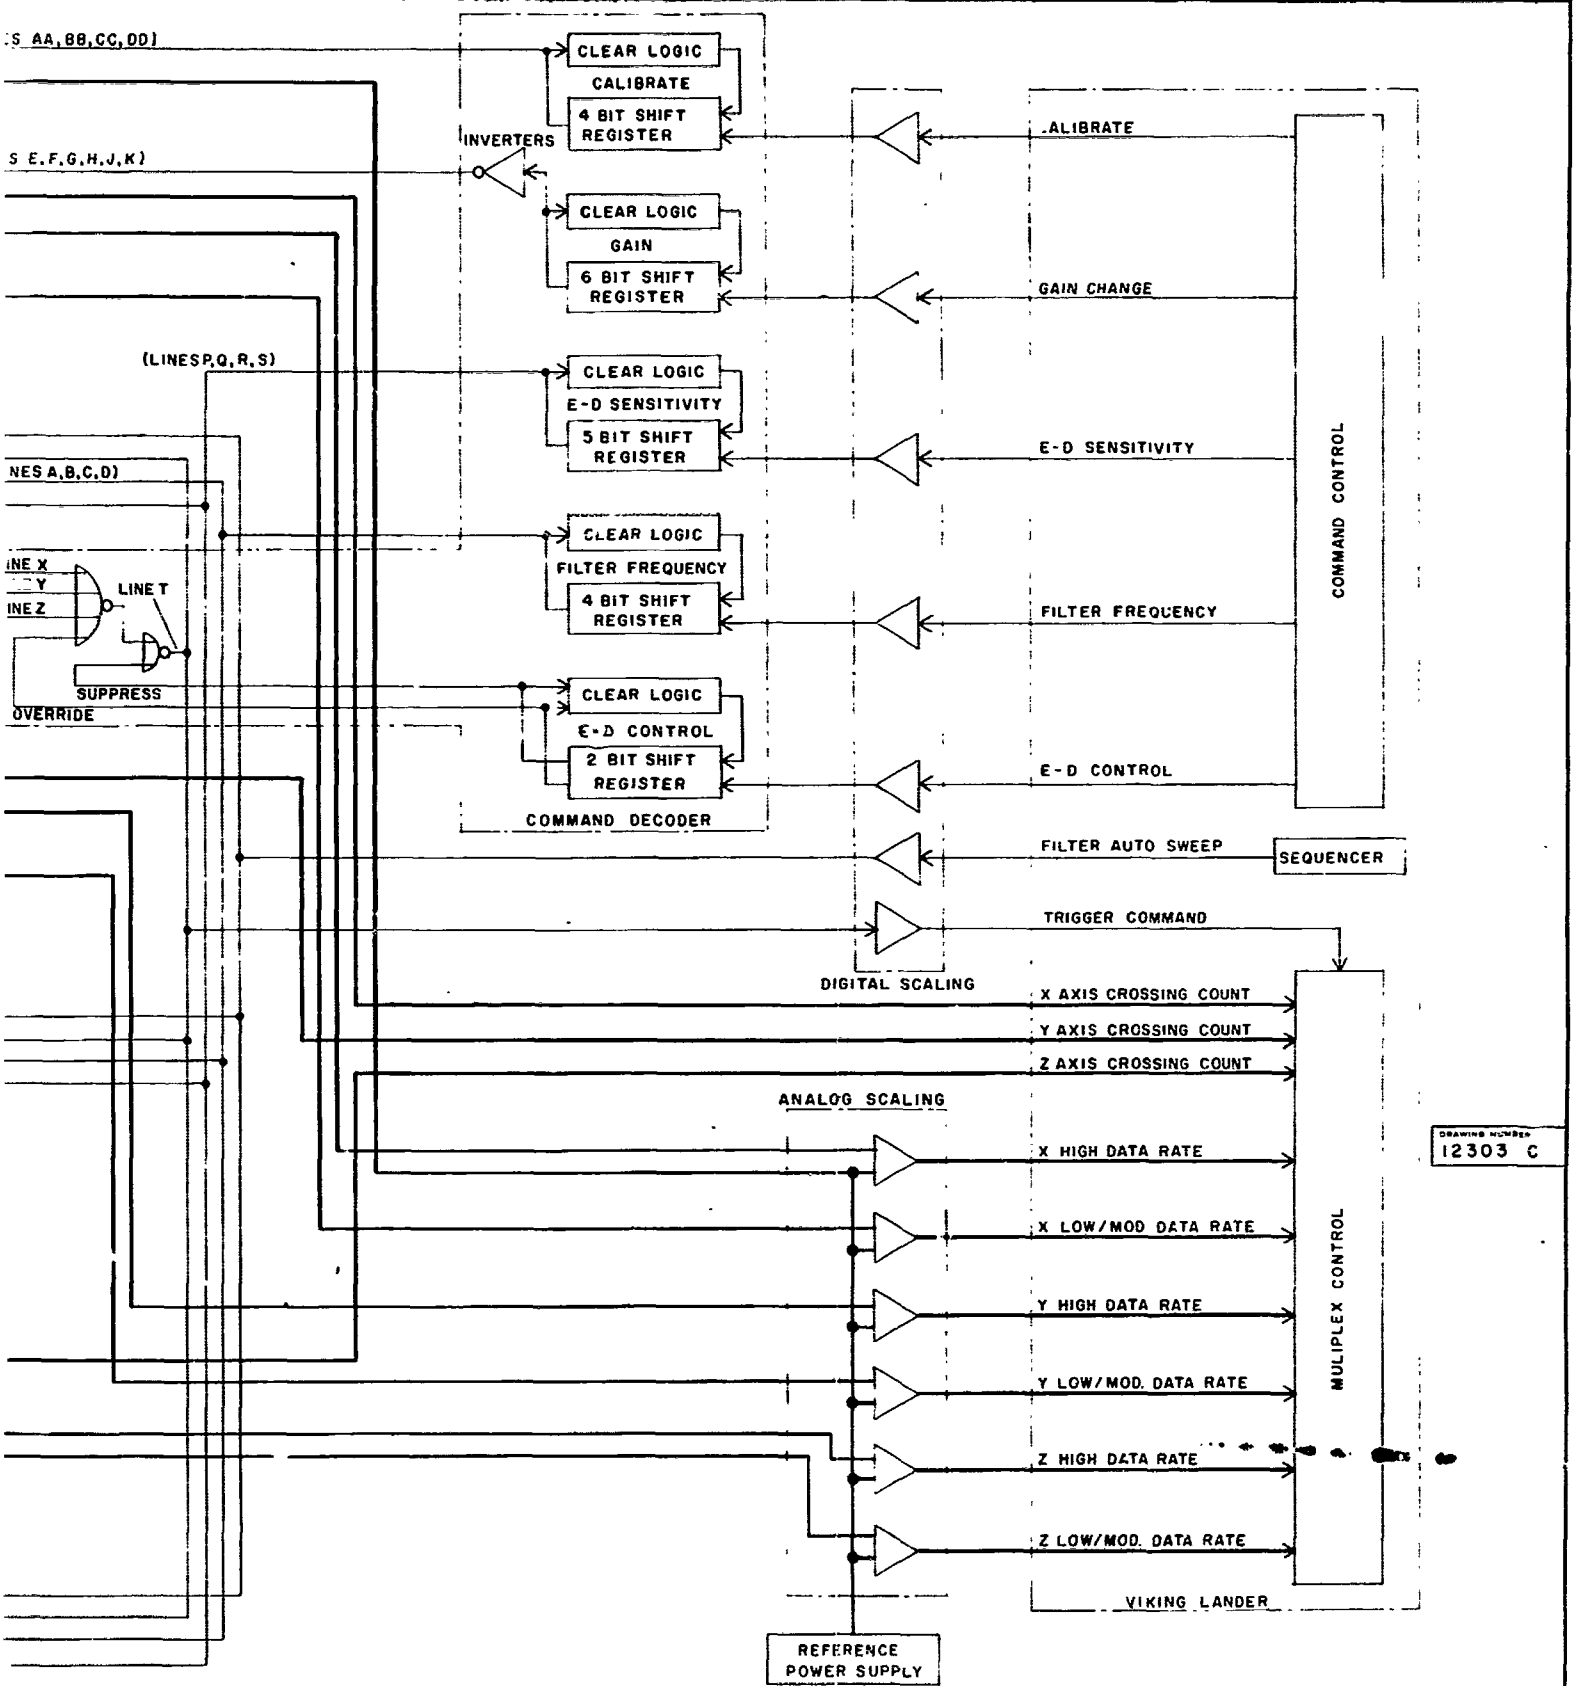 S AA,BB,CC,DD)
CLEAR LOGIC
CALIBRATE
4 BIT SHIFT
REGISTER
INVERTERS
S E,F,G,H,J,K)
.ALIBRATE
CLEAR LOGIC
GAIN
6 BIT SHIFT
REGISTER
GAIN CHANGE
(LINESP,Q,R,S)
CLEAR LOGIC
E-D SENSITIVITY
5 BIT SHIFT
REGISTER
E-D SENSITIVITY
COMMAND CONTROL
NES A,B,C,D)
CLEAR LOGIC
FILTER FREQUENCY
4 BIT SHIFT
REGISTER
FILTER FREQUENCY
INE X
Y
INE Z
LINE T
SUPPRESS
OVERRIDE
CLEAR LOGIC
E-D CONTROL
2 BIT SHIFT
REGISTER
E-D CONTROL
COMMAND DECODER
FILTER AUTO SWEEP
SEQUENCER
TRIGGER COMMAND
DIGITAL SCALING
X AXIS CROSSING COUNT
Y AXIS CROSSING COUNT
Z AXIS CROSSING COUNT
ANALOG SCALING
DRAWING NUMBER
12303 C
X HIGH DATA RATE
X LOW/MOD DATA RATE
Y HIGH DATA RATE
MULIPLEX CONTROL
Y LOW/MOD. DATA RATE
Z HIGH DATA RATE
Z LOW/MOD. DATA RATE
VIKING LANDER
REFERENCE
POWER SUPPLY